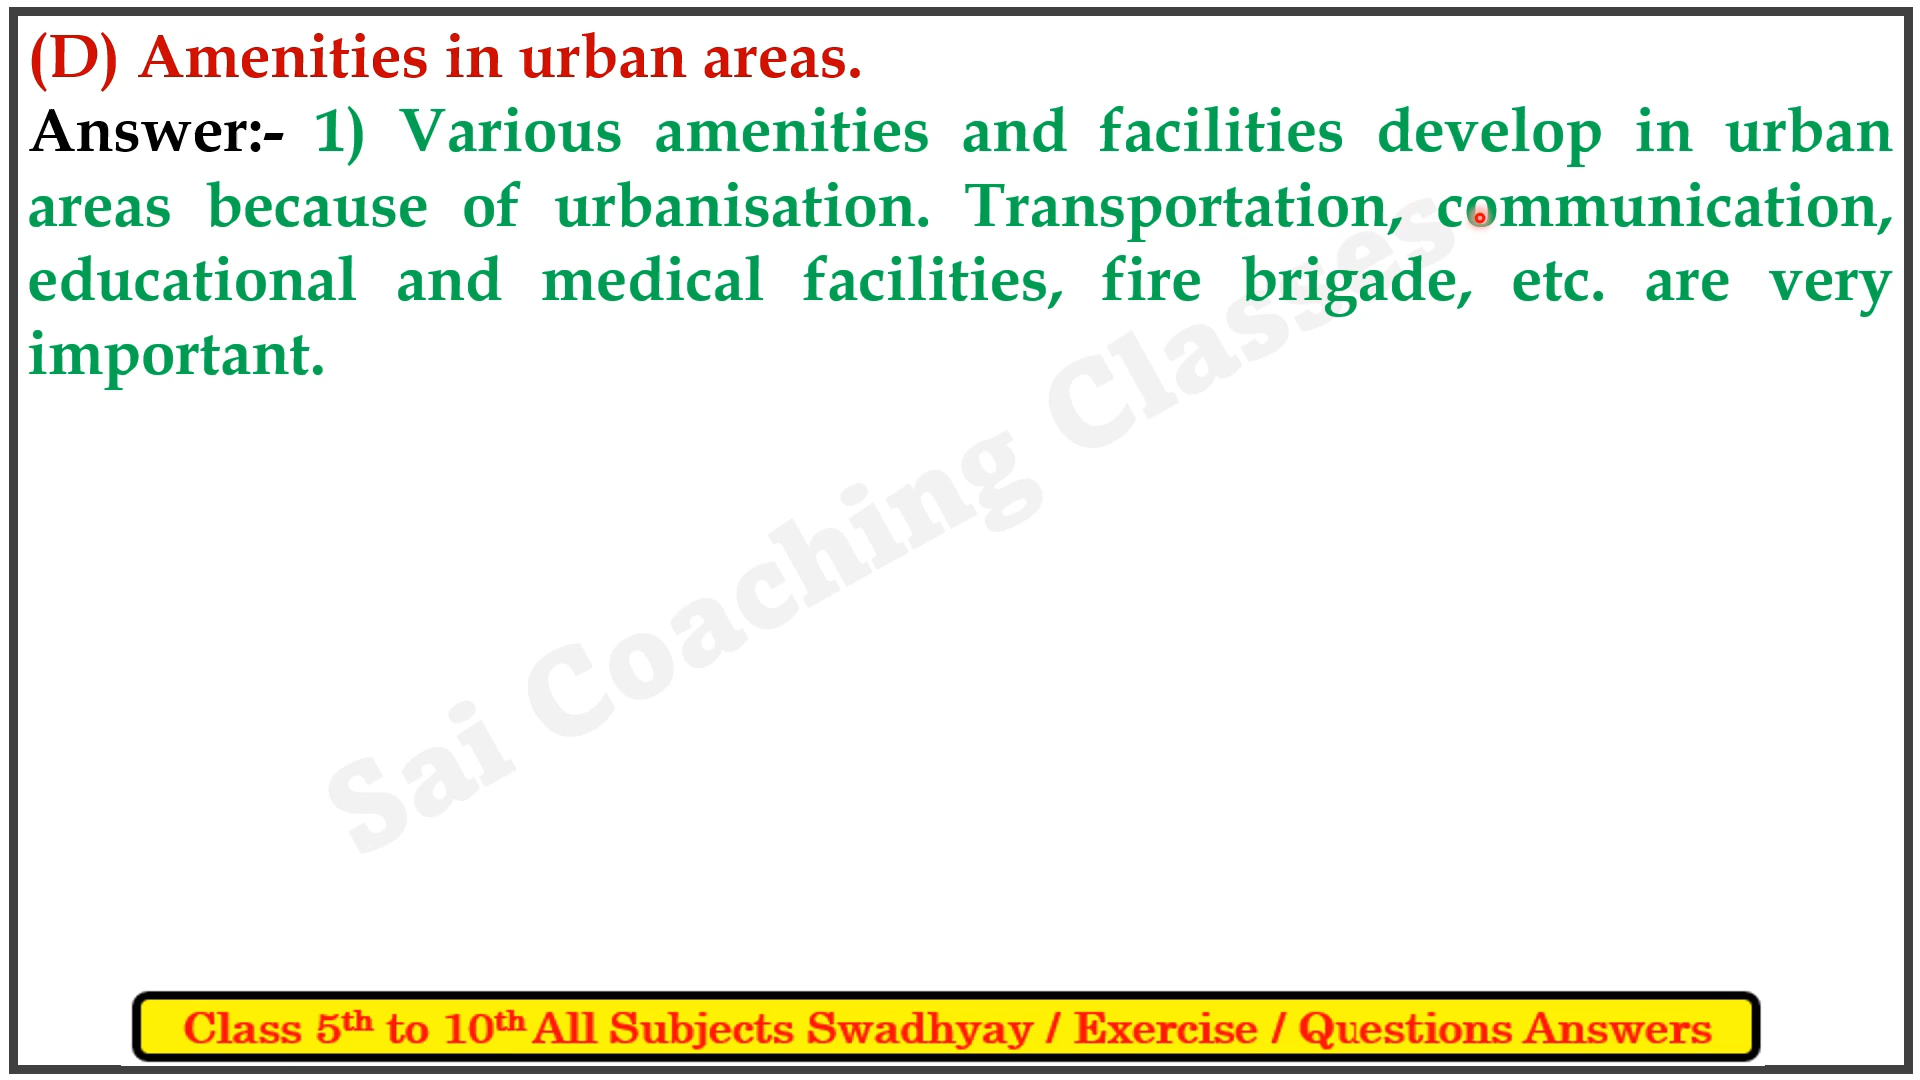 (D) Amenities in urban areas.
Answer:- 1) Various amenities and facilities develop in urban
areas because of urbanisation. Transportation, communication,
educational and medical facilities, fire brigade, etc. are very
important.
Sai Coaching Classes
Class 5th to 10th All Subjects Swadhyay / Exercise / Questions Answers